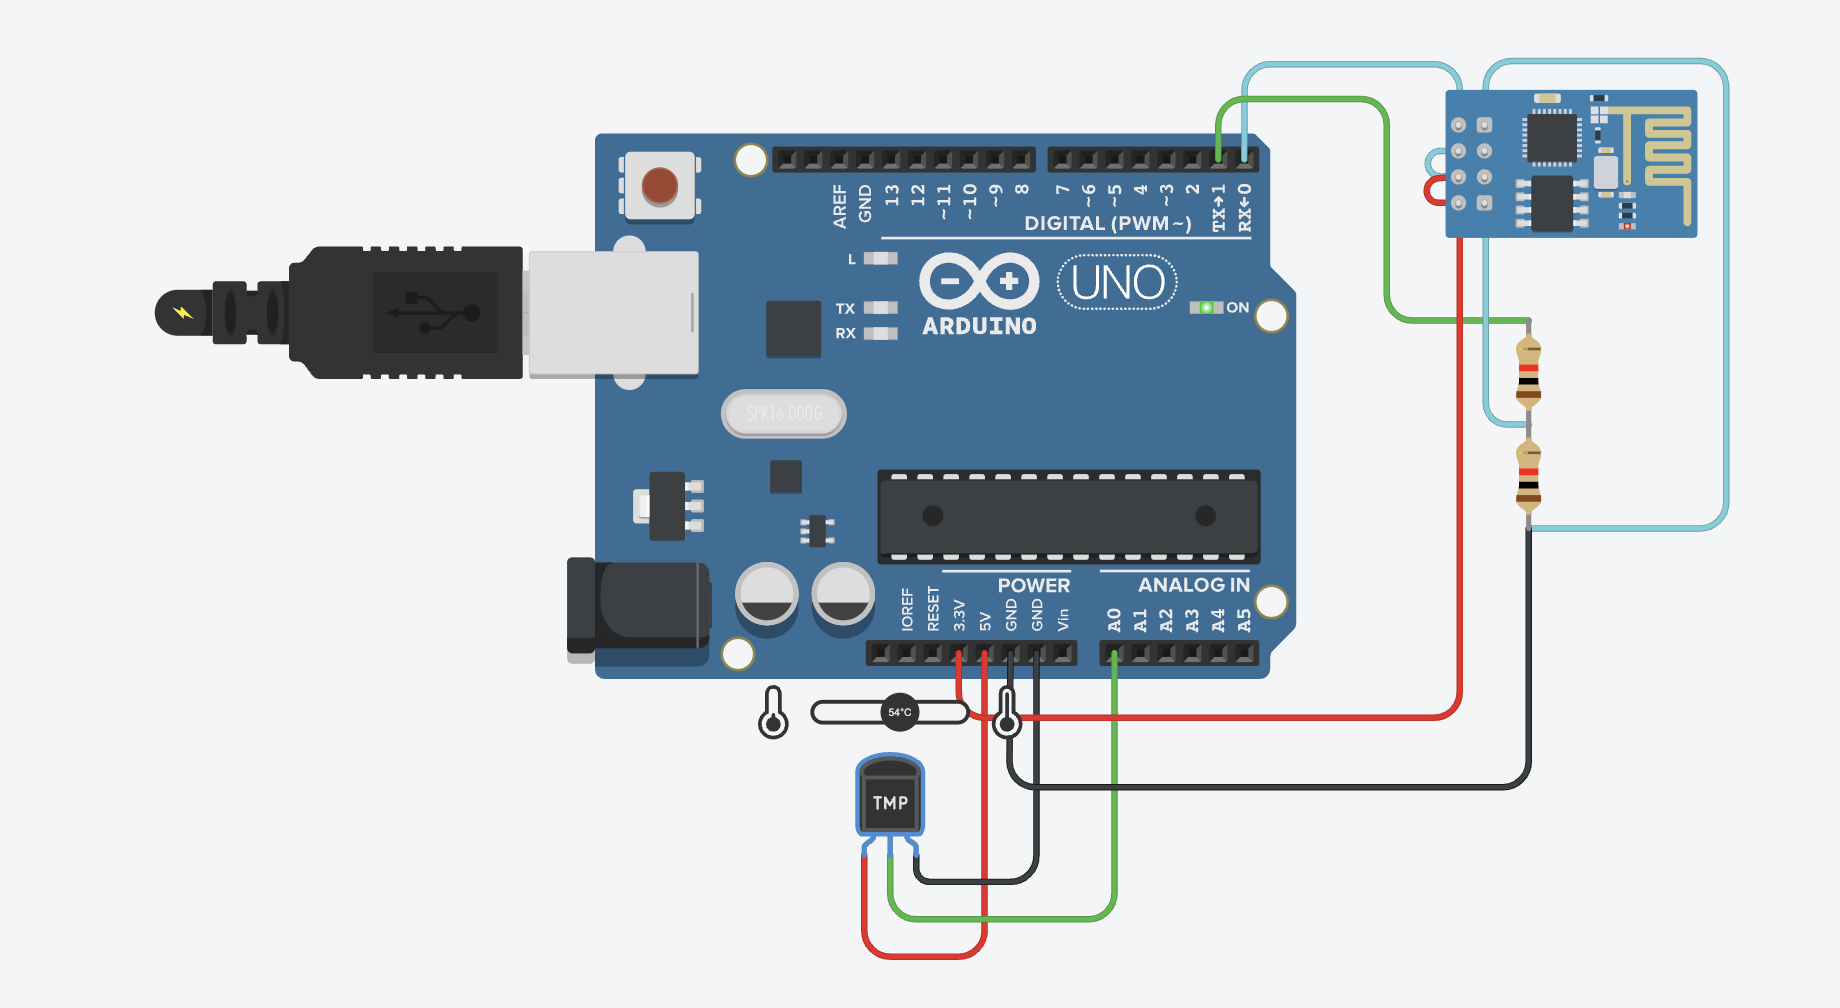 AREF
GND
13
12
~11
~10
~9
8
7
~6
~5
4
~3
2
TX→1
RX←0
DIGITAL (PWM~)
L
TX
RX
ARDUINO
UNO
ON
SPK16.000G
POWER
ANALOG IN
IOREF
RESET
3.3V
5V
GND
GND
Vin
A0
A1
A2
A3
A4
A5
54°C
TMP